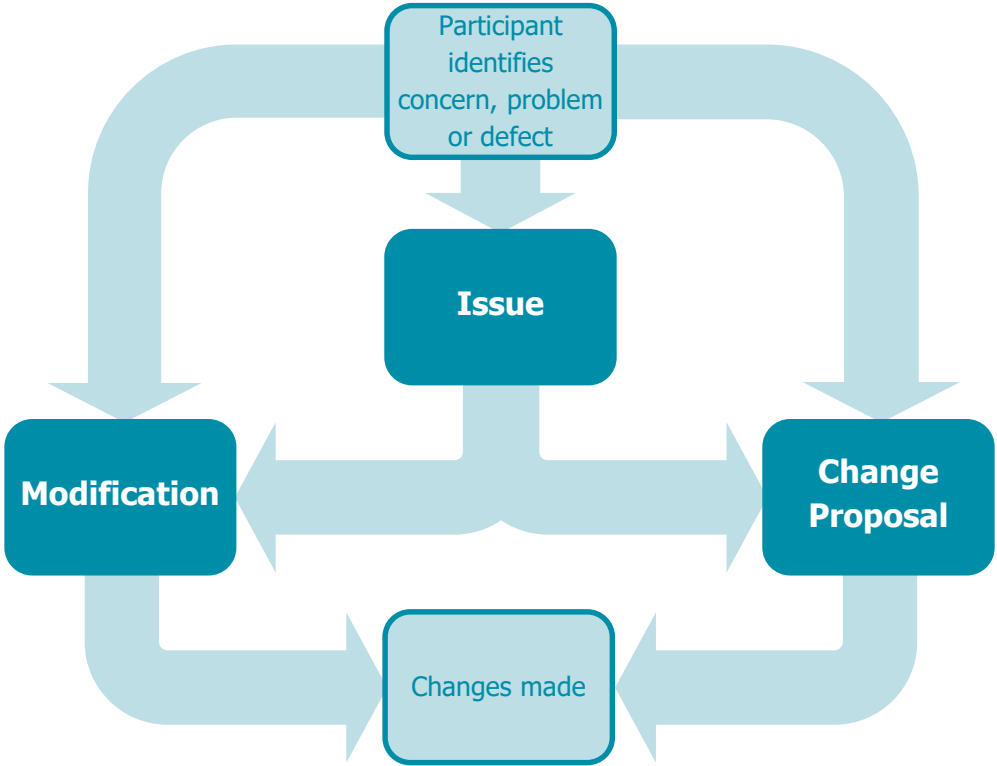 Participant
identifies
concern, problem
or defect
Issue
Modification
Change
Proposal
Changes made